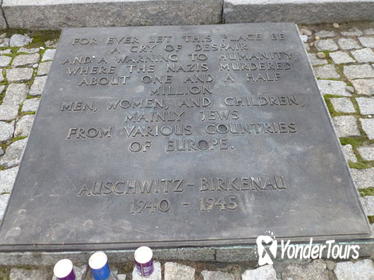 FOR EVER LET THIS PLACE BE
A CRY OF DESPAIR
AND A WARNING TO HUMANITY
WHERE THE NAZIS MURDERED
ABOUT ONE AND A HALF
MILLION
MEN, WOMEN, AND CHILDREN,
MAINLY JEWS
FROM VARIOUS COUNTRIES
OF EUROPE.
AUSCHWITZ - BIRKENAU
1940 - 1945
YONDERTOURS